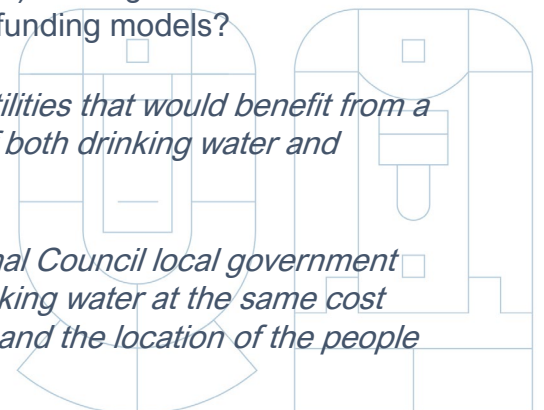 funding models?
tilities that would benefit from a
both drinking water and
nal Council local government
king water at the same cost
and the location of the people